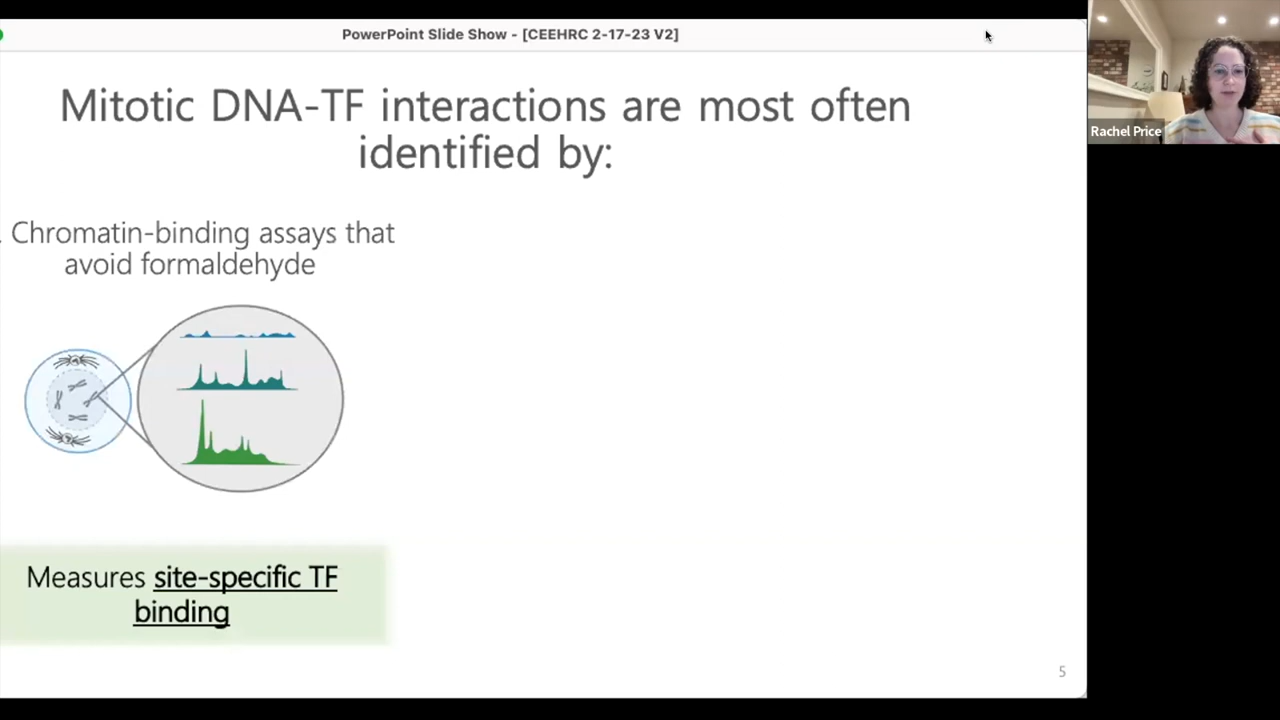 PowerPoint Slide Show - [CEEHRC 2-17-23 V2]
Mitotic DNA-TF interactions are most often
identified by:
. Chromatin-binding assays that
avoid formaldehyde
Measures site-specific TF
binding
5
Rachel Price